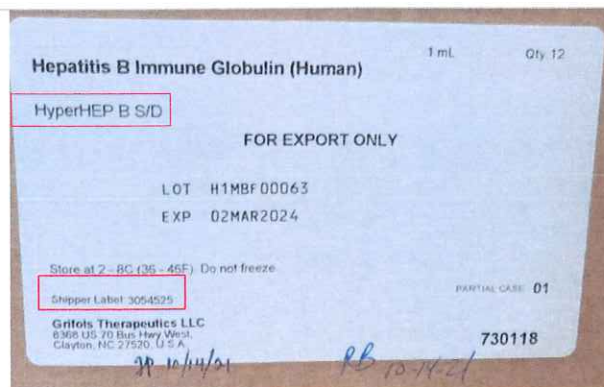 Hepatitis B Immune Globulin (Human) 1 mL Qty 12
HyperHEP B S/D
FOR EXPORT ONLY
LOT H1MBF00063
EXP 02MAR2024
Store at 2 - 8C (36 - 46F) Do not freeze
Shipper Label 3054525 PARTIAL CASE 01
Grifols Therapeutics LLC
8368 US 70 Bus Hwy West,
Clayton, NC 27520, U S A 730118
JP 10/14/21 RB 10-14-21